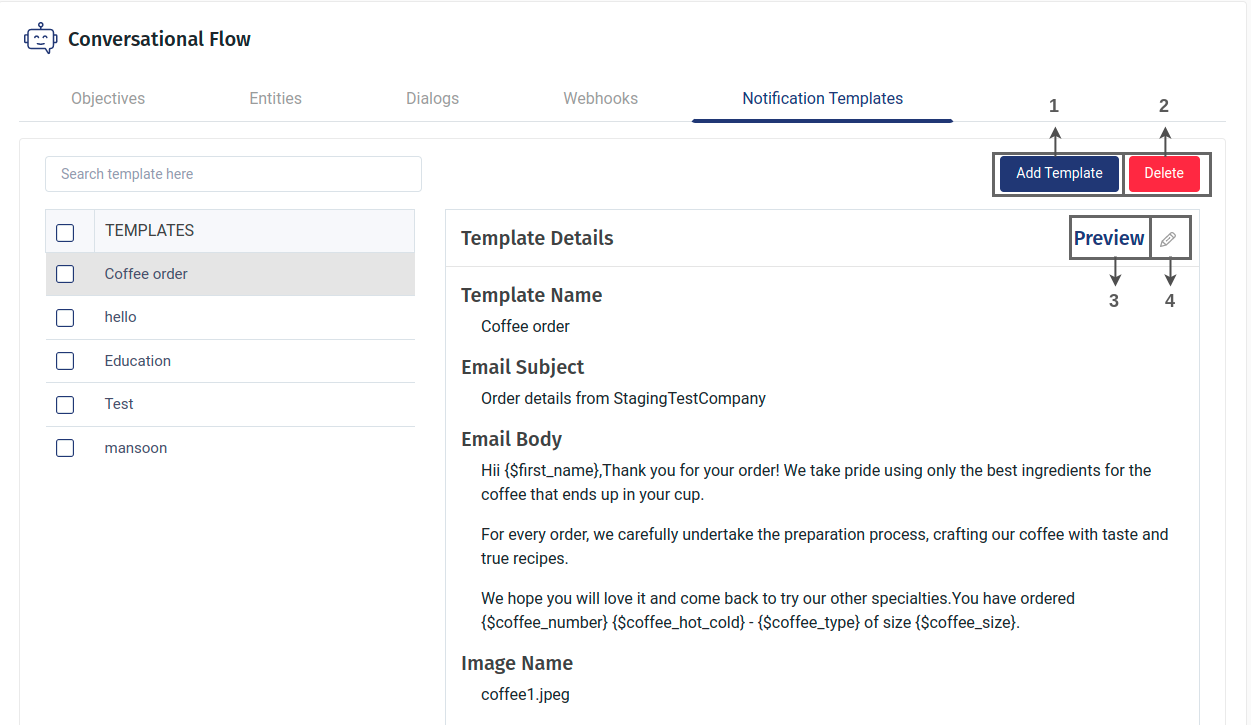 Conversational Flow
Objectives
Entities
Dialogs
Webhooks
Notification Templates
1
2
Search template here
Add Template
Delete
TEMPLATES
Coffee order
hello
Education
Test
mansoon
Template Details
Preview
3
4
Template Name
Coffee order
Email Subject
Order details from StagingTestCompany
Email Body
Hii {$first_name},Thank you for your order! We take pride using only the best ingredients for the
coffee that ends up in your cup.
For every order, we carefully undertake the preparation process, crafting our coffee with taste and
true recipes.
We hope you will love it and come back to try our other specialties.You have ordered
{$coffee_number} {$coffee_hot_cold} - {$coffee_type} of size {$coffee_size}.
Image Name
coffee1.jpeg